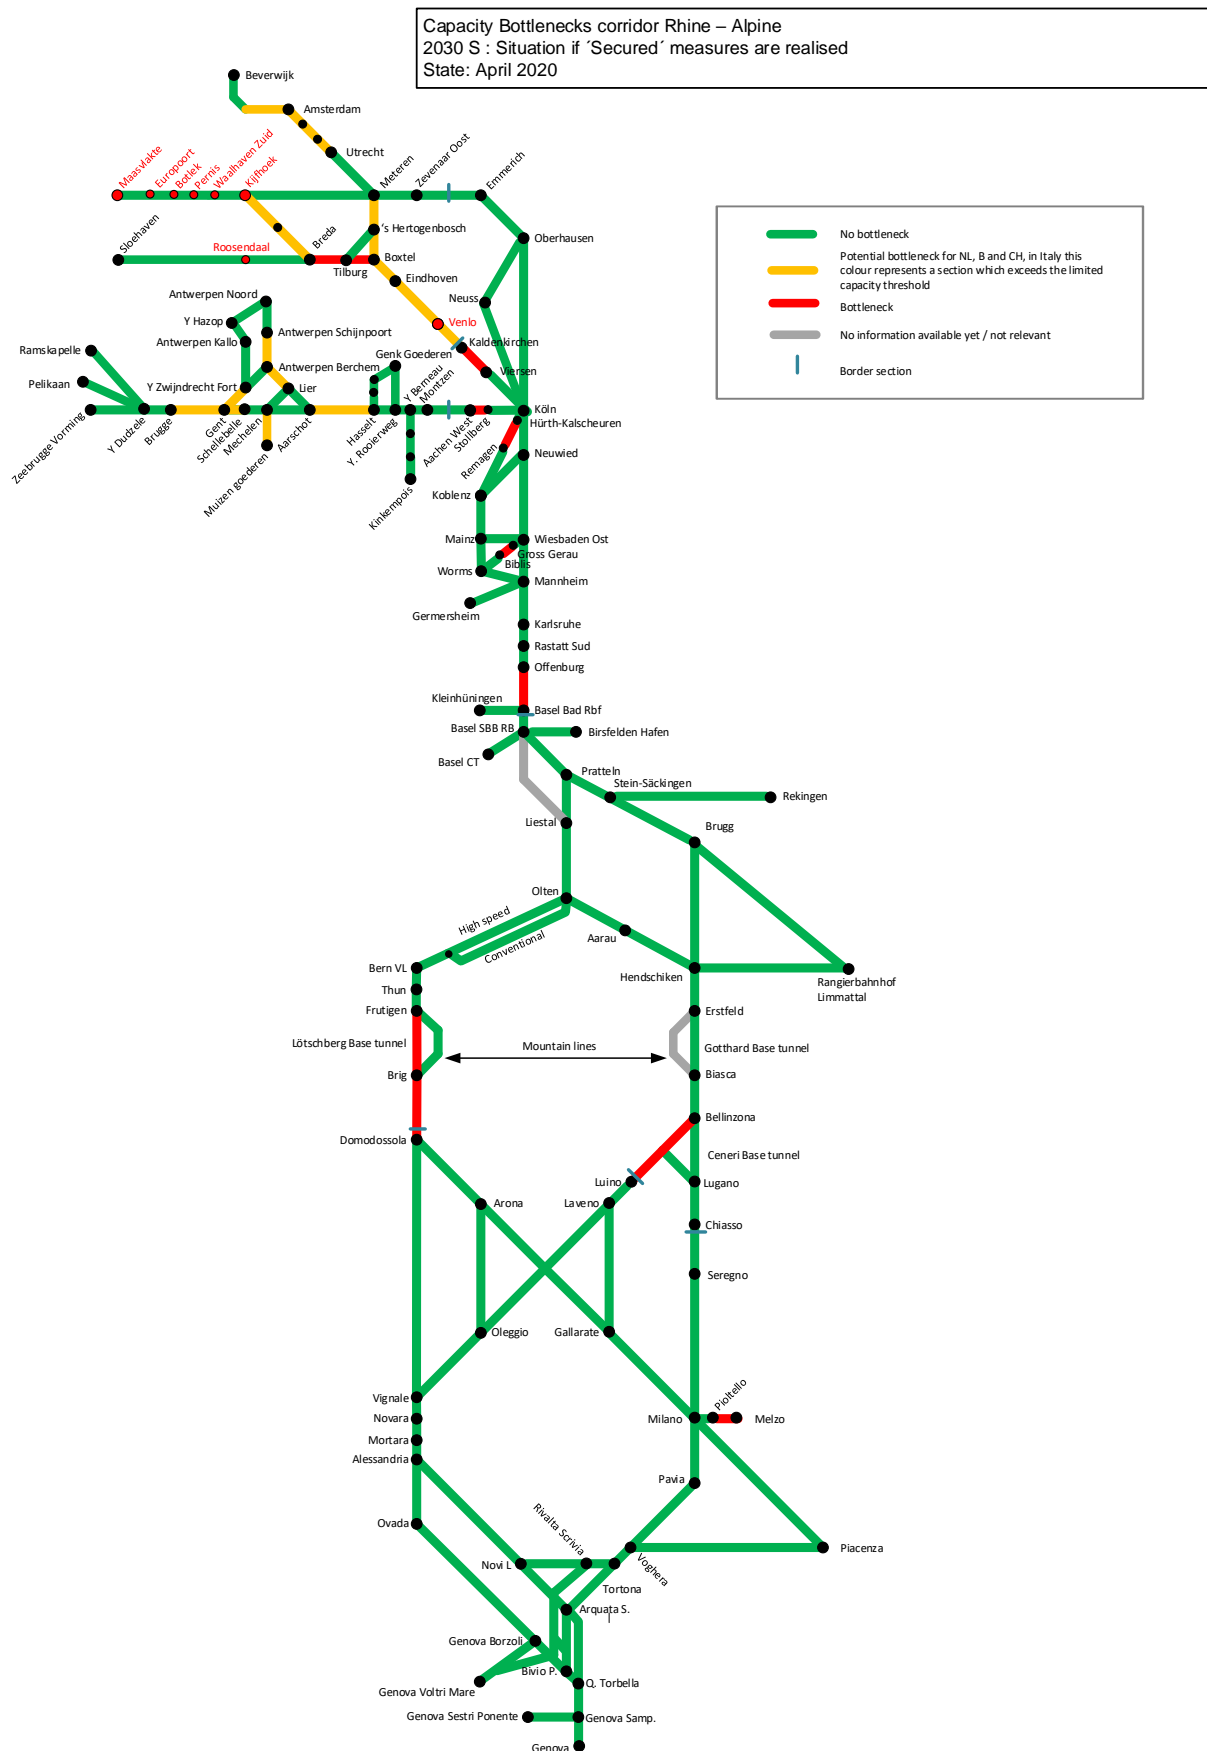 Capacity Bottlenecks corridor Rhine – Alpine
2030 S : Situation if ´Secured´ measures are realised
State: April 2020
Beverwijk
Amsterdam
Utrecht
Maasvlakte
Europoort
Botlek
Pernis
Waalhaven Zuid
Kijfhoek
Meteren
Zevenaar Oost
Emmerich
Sloehaven
Roosendaal
Breda
Tilburg
's Hertogenbosch
Boxtel
Oberhausen
Eindhoven
Venlo
Neuss
Kaldenkirchen
Viersen
Antwerpen Noord
Y Hazop
Antwerpen Schijnpoort
Antwerpen Kallo
Ramskapelle
Pelikaan
Antwerpen Berchem
Y Zwijndrecht Fort
Lier
Genk Goederen
Y Berneau
Montzen
Zeebrugge Vorming
Y Dudzele
Brugge
Gent
Schellebelle
Mechelen
Muizen goederen
Aarschot
Hasselt
Y. Rooierweg
Kinkempois
Aachen West
Stollberg
Köln
Hürth-Kalscheuren
Remagen
Neuwied
Koblenz
Mainz
Wiesbaden Ost
Gross Gerau
Biblis
Worms
Mannheim
Germersheim
Karlsruhe
Rastatt Sud
Offenburg
Kleinhüningen
Basel Bad Rbf
Basel SBB RB
Birsfelden Hafen
Basel CT
Pratteln
Stein-Säckingen
Rekingen
Liestal
Brugg
Olten
High speed
Conventional
Aarau
Bern VL
Hendschiken
Rangierbahnhof
Limmattal
Thun
Frutigen
Erstfeld
Lötschberg Base tunnel
Mountain lines
Gotthard Base tunnel
Brig
Biasca
Bellinzona
Domodossola
Ceneri Base tunnel
Luino
Lugano
Arona
Laveno
Chiasso
Seregno
Oleggio
Gallarate
Vignale
Novara
Milano
Pioltello
Melzo
Mortara
Alessandria
Pavia
Ovada
Rivalta Scrivia
Voghera
Piacenza
Novi L
Tortona
Arquata S.
Genova Borzoli
Bivio P.
Q. Torbella
Genova Voltri Mare
Genova Sestri Ponente
Genova Samp.
Genova
No bottleneck
Potential bottleneck for NL, B and CH, in Italy this
colour represents a section which exceeds the limited
capacity threshold
Bottleneck
No information available yet / not relevant
Border section